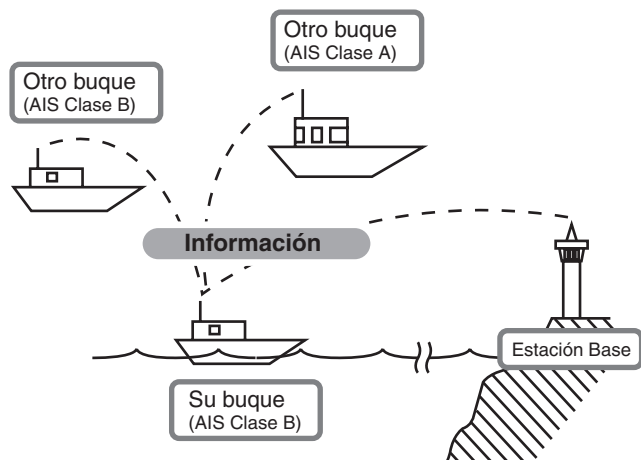 Otro buque
(AIS Clase A)
Otro buque
(AIS Clase B)
Información
Estación Base
Su buque
(AIS Clase B)